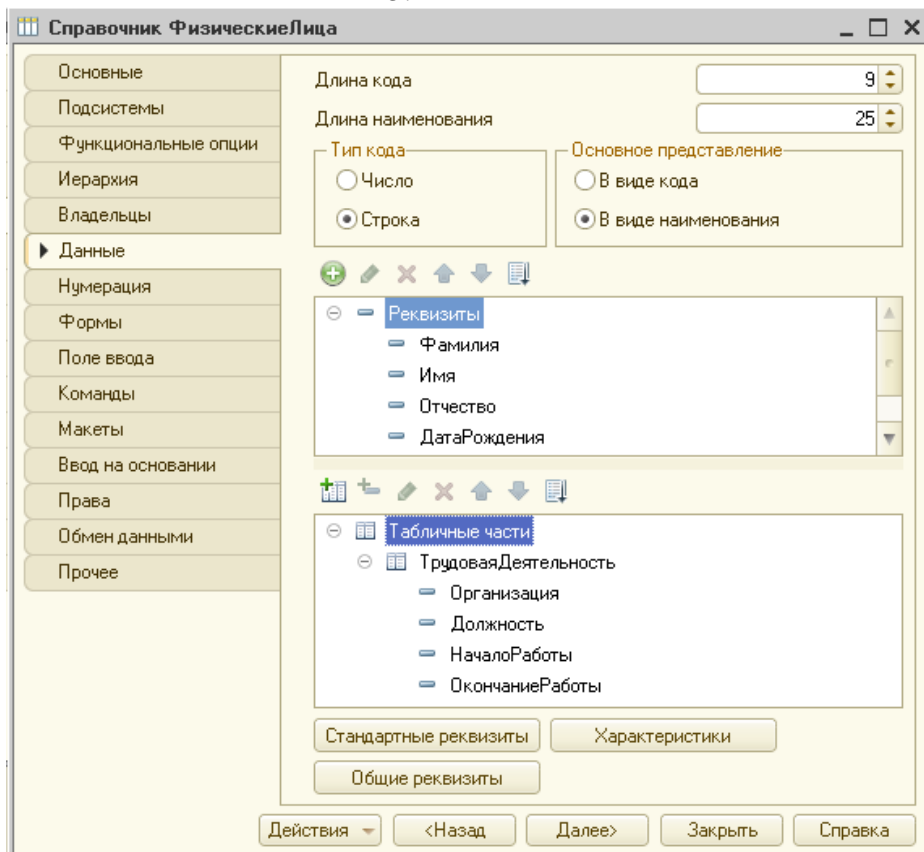 Справочник ФизическиеЛица
Основные
Подсистемы
Функциональные опции
Иерархия
Владельцы
Данные
Нумерация
Формы
Поле ввода
Команды
Макеты
Ввод на основании
Права
Обмен данными
Прочее
Длина кода 9
Длина наименования 25
Тип кода
Число
Строка
Основное представление
В виде кода
В виде наименования
Реквизиты
Фамилия
Имя
Отчество
ДатаРождения
Табличные части
ТрудоваяДеятельность
Организация
Должность
НачалоРаботы
ОкончаниеРаботы
Стандартные реквизиты Характеристики
Общие реквизиты
Действия <Назад Далее> Закрыть Справка